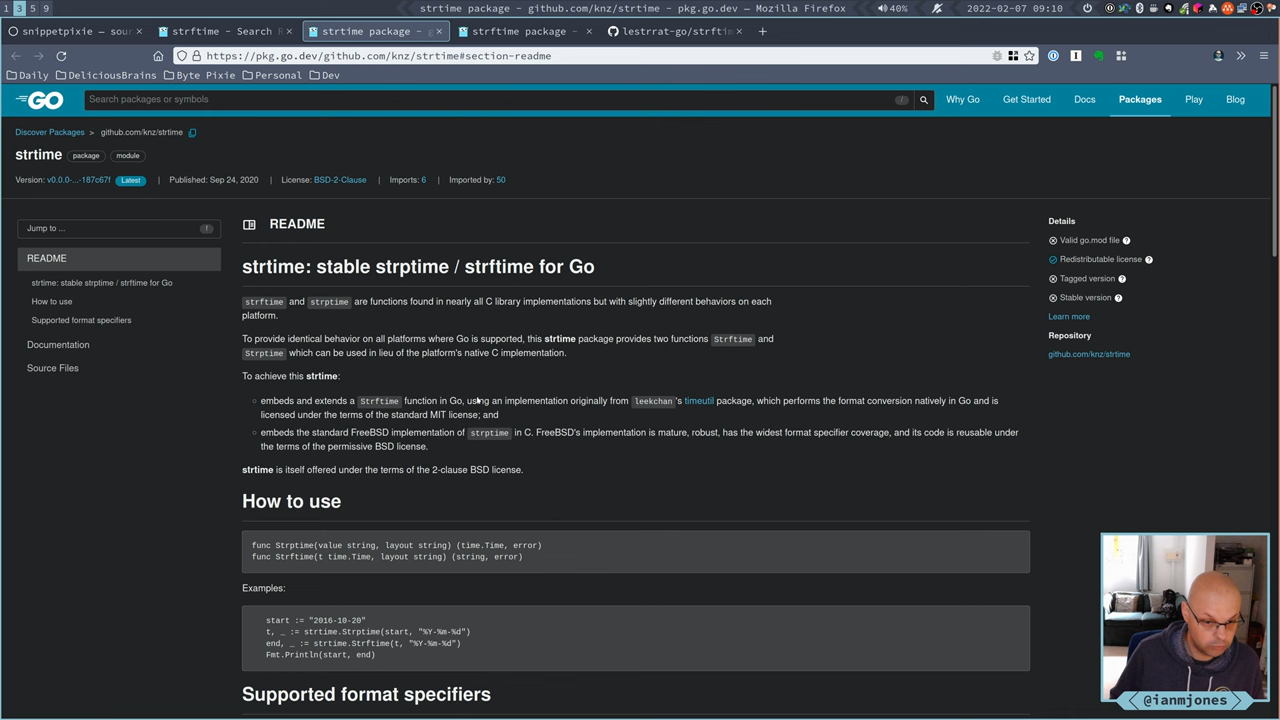 1 3 5 9
strtime package - github.com/knz/strtime - pkg.go.dev — Mozilla Firefox
40%
2022-02-07 09:10
snippetpixie — sour
strftime - Search R
strtime package - g
strftime package -
lestrrat-go/strftim
https://pkg.go.dev/github.com/knz/strtime#section-readme
Daily DeliciousBrains Byte Pixie Personal Dev
GO
Search packages or symbols
/
Why Go Get Started Docs Packages Play Blog
Discover Packages > github.com/knz/strtime
strtime package module
Version: v0.0.0-...-187c67f Latest | Published: Sep 24, 2020 | License: BSD-2-Clause | Imports: 6 | Imported by: 50
Jump to ... f
README
strtime: stable strptime / strftime for Go
How to use
Supported format specifiers
Documentation
Source Files
README
strtime: stable strptime / strftime for Go
strftime and strptime are functions found in nearly all C library implementations but with slightly different behaviors on each
platform.
To provide identical behavior on all platforms where Go is supported, this strtime package provides two functions Strftime and
Strptime which can be used in lieu of the platform's native C implementation.
To achieve this strtime:
embeds and extends a Strftime function in Go, using an implementation originally from leekchan's timeutil package, which performs the format conversion natively in Go and is
licensed under the terms of the standard MIT license; and
embeds the standard FreeBSD implementation of strptime in C. FreeBSD's implementation is mature, robust, has the widest format specifier coverage, and its code is reusable under
the terms of the permissive BSD license.
strtime is itself offered under the terms of the 2-clause BSD license.
How to use
func Strptime(value string, layout string) (time.Time, error)
func Strftime(t time.Time, layout string) (string, error)
Examples:
start := "2016-10-20"
t, _ := strtime.Strptime(start, "%Y-%m-%d")
end, _ := strtime.Strftime(t, "%Y-%m-%d")
Fmt.Println(start, end)
Supported format specifiers
Details
Valid go.mod file
Redistributable license
Tagged version
Stable version
Learn more
Repository
github.com/knz/strtime
@ianmjones